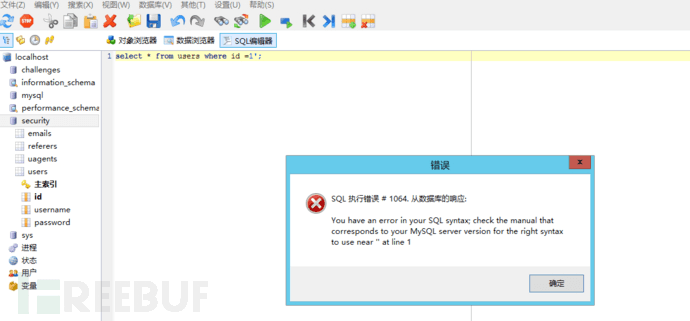 文件(Z) 编辑(Y) 搜索(X) 视图(W) 数据库(V) 其他(T) 设置(U) 帮助(S)
对象浏览器 数据浏览器 SQL编辑器
localhost
challenges
information_schema
mysql
performance_schema
security
emails
referers
uagents
users
主索引
id
username
password
sys
进程
状态
用户
变量
1 select * from users where id =1';
错误
x
SQL 执行错误 # 1064. 从数据库的响应:
You have an error in your SQL syntax; check the manual that
corresponds to your MySQL server version for the right syntax
to use near '' at line 1
确定
FREEBUF